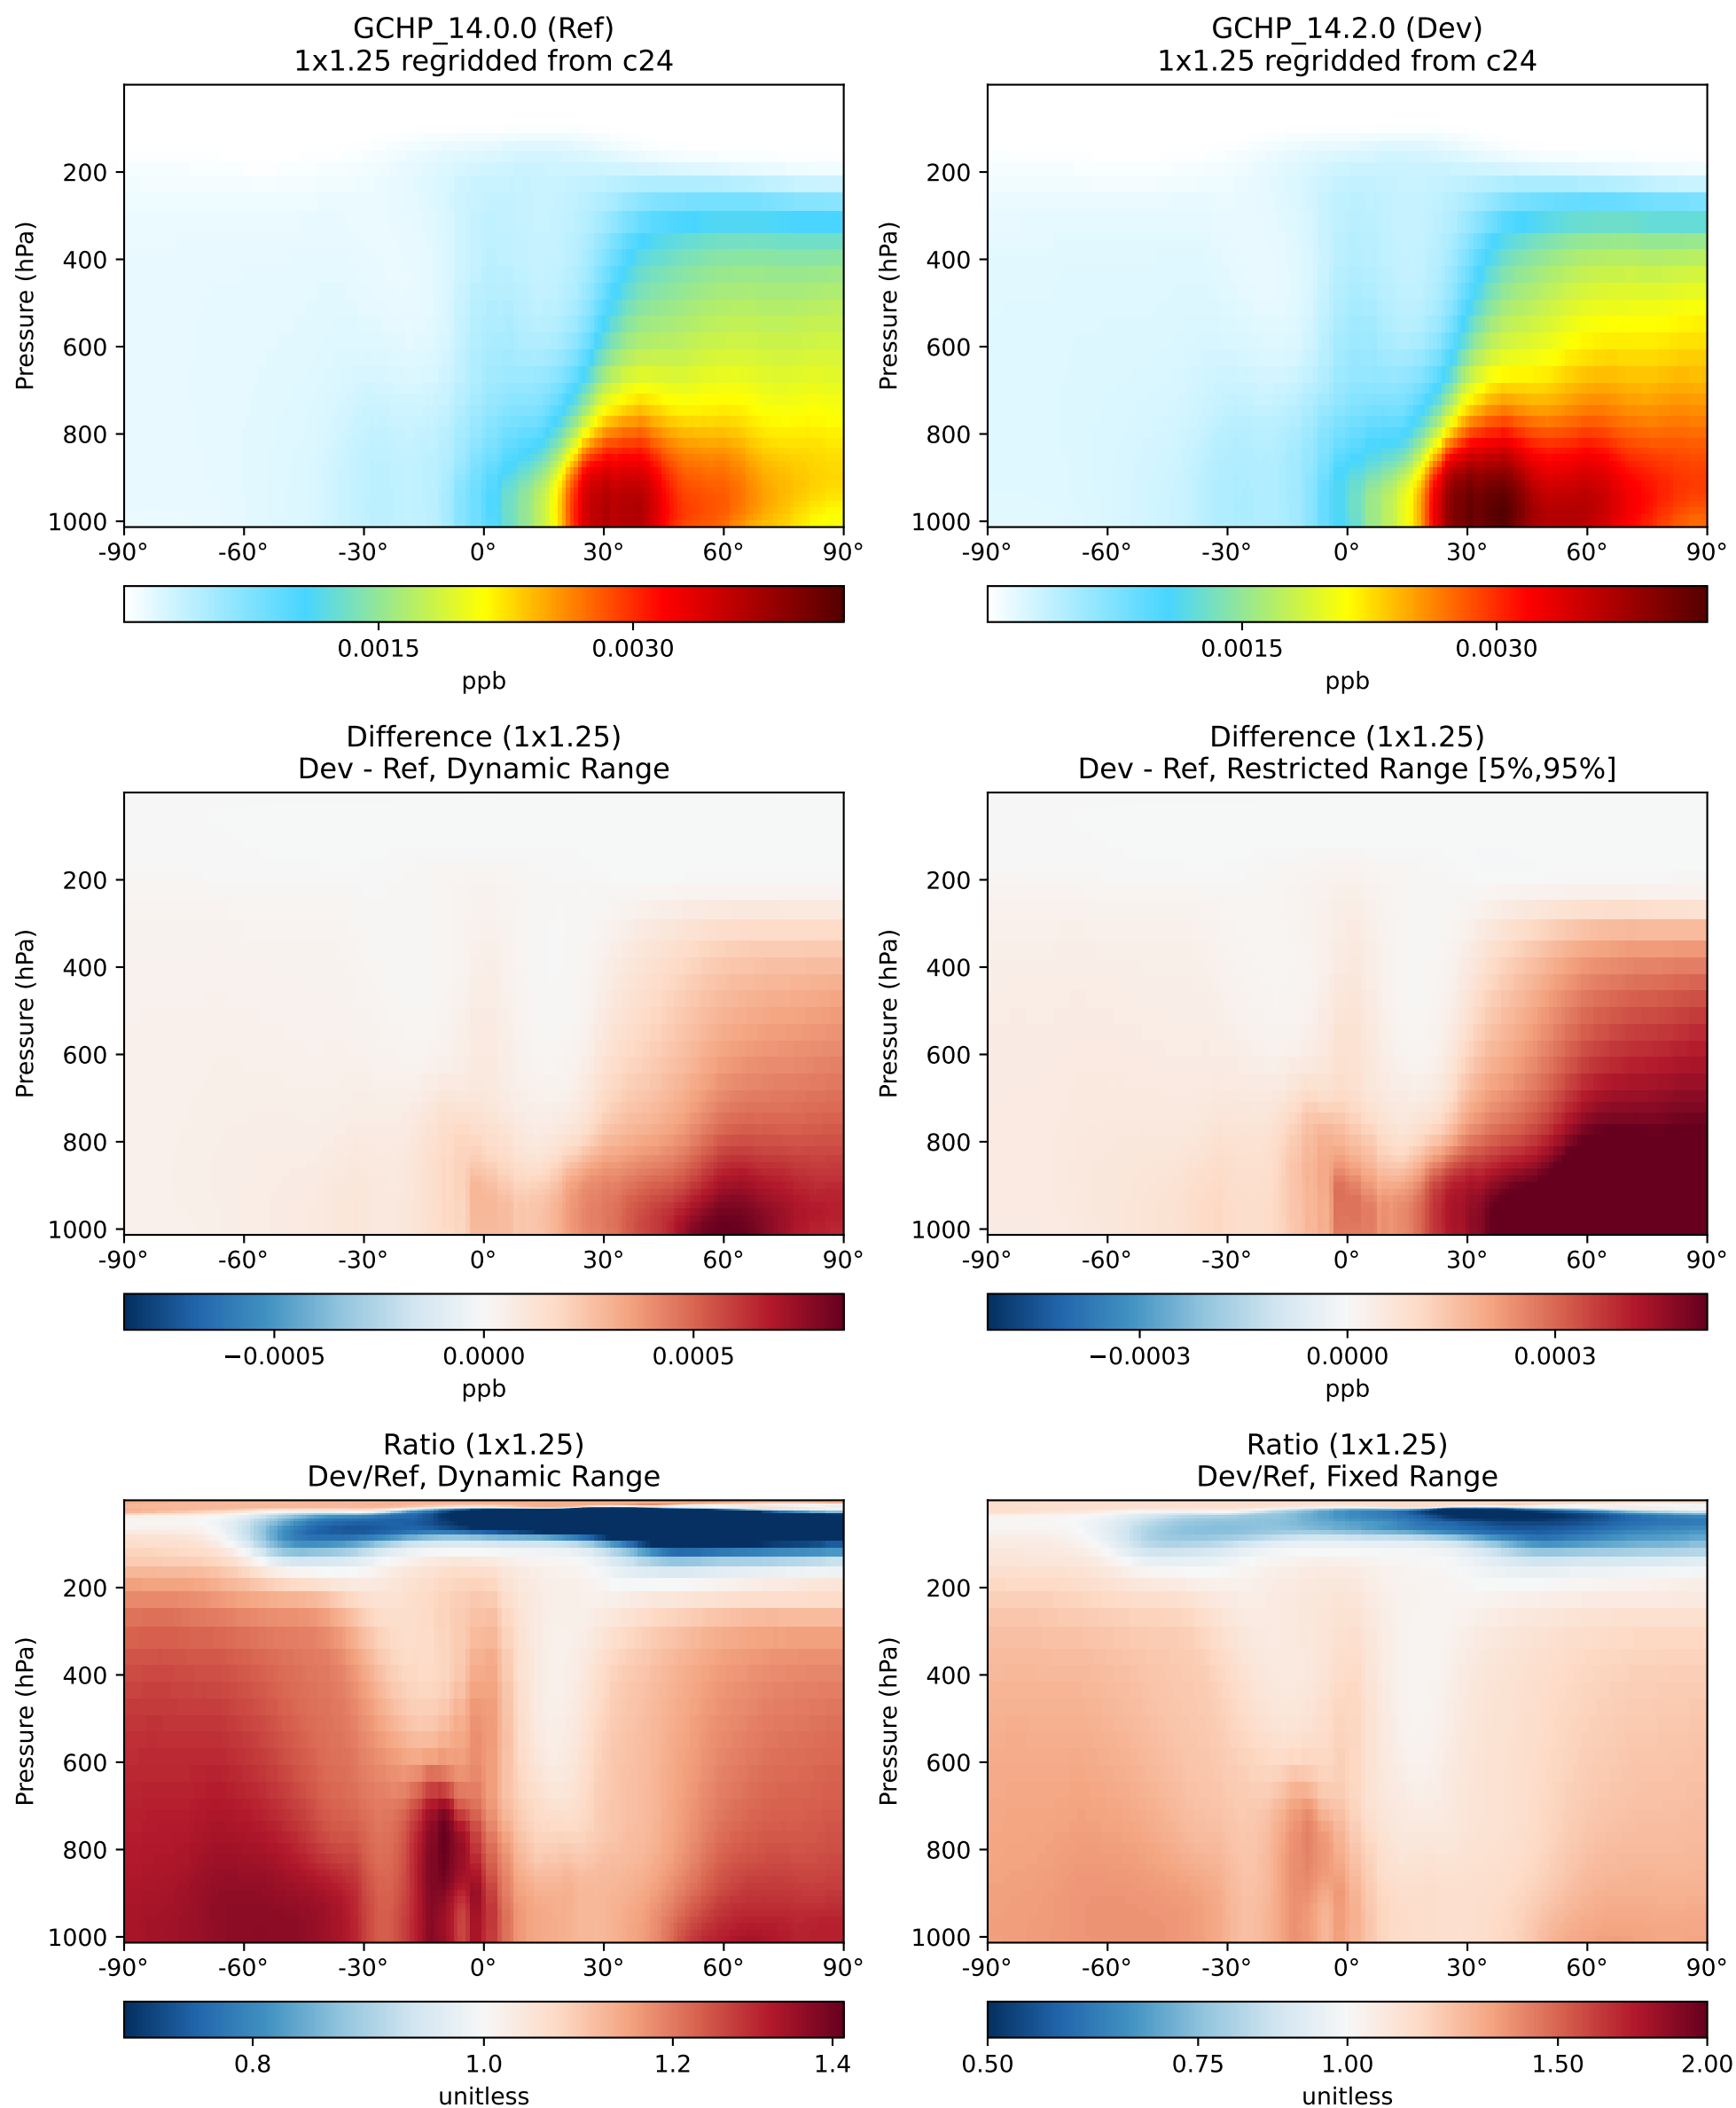 GCHP_14.0.0 (Ref)
1x1.25 regridded from c24
Pressure (hPa)
200
400
600
800
1000
-90° -60° -30° 0° 30° 60° 90°
0.0015 0.0030
ppb
GCHP_14.2.0 (Dev)
1x1.25 regridded from c24
Pressure (hPa)
200
400
600
800
1000
-90° -60° -30° 0° 30° 60° 90°
0.0015 0.0030
ppb
Difference (1x1.25)
Dev - Ref, Dynamic Range
Pressure (hPa)
200
400
600
800
1000
-90° -60° -30° 0° 30° 60° 90°
−0.0005 0.0000 0.0005
ppb
Difference (1x1.25)
Dev - Ref, Restricted Range [5%,95%]
Pressure (hPa)
200
400
600
800
1000
-90° -60° -30° 0° 30° 60° 90°
−0.0003 0.0000 0.0003
ppb
Ratio (1x1.25)
Dev/Ref, Dynamic Range
Pressure (hPa)
200
400
600
800
1000
-90° -60° -30° 0° 30° 60° 90°
0.8 1.0 1.2 1.4
unitless
Ratio (1x1.25)
Dev/Ref, Fixed Range
Pressure (hPa)
200
400
600
800
1000
-90° -60° -30° 0° 30° 60° 90°
0.50 0.75 1.00 1.50 2.00
unitless